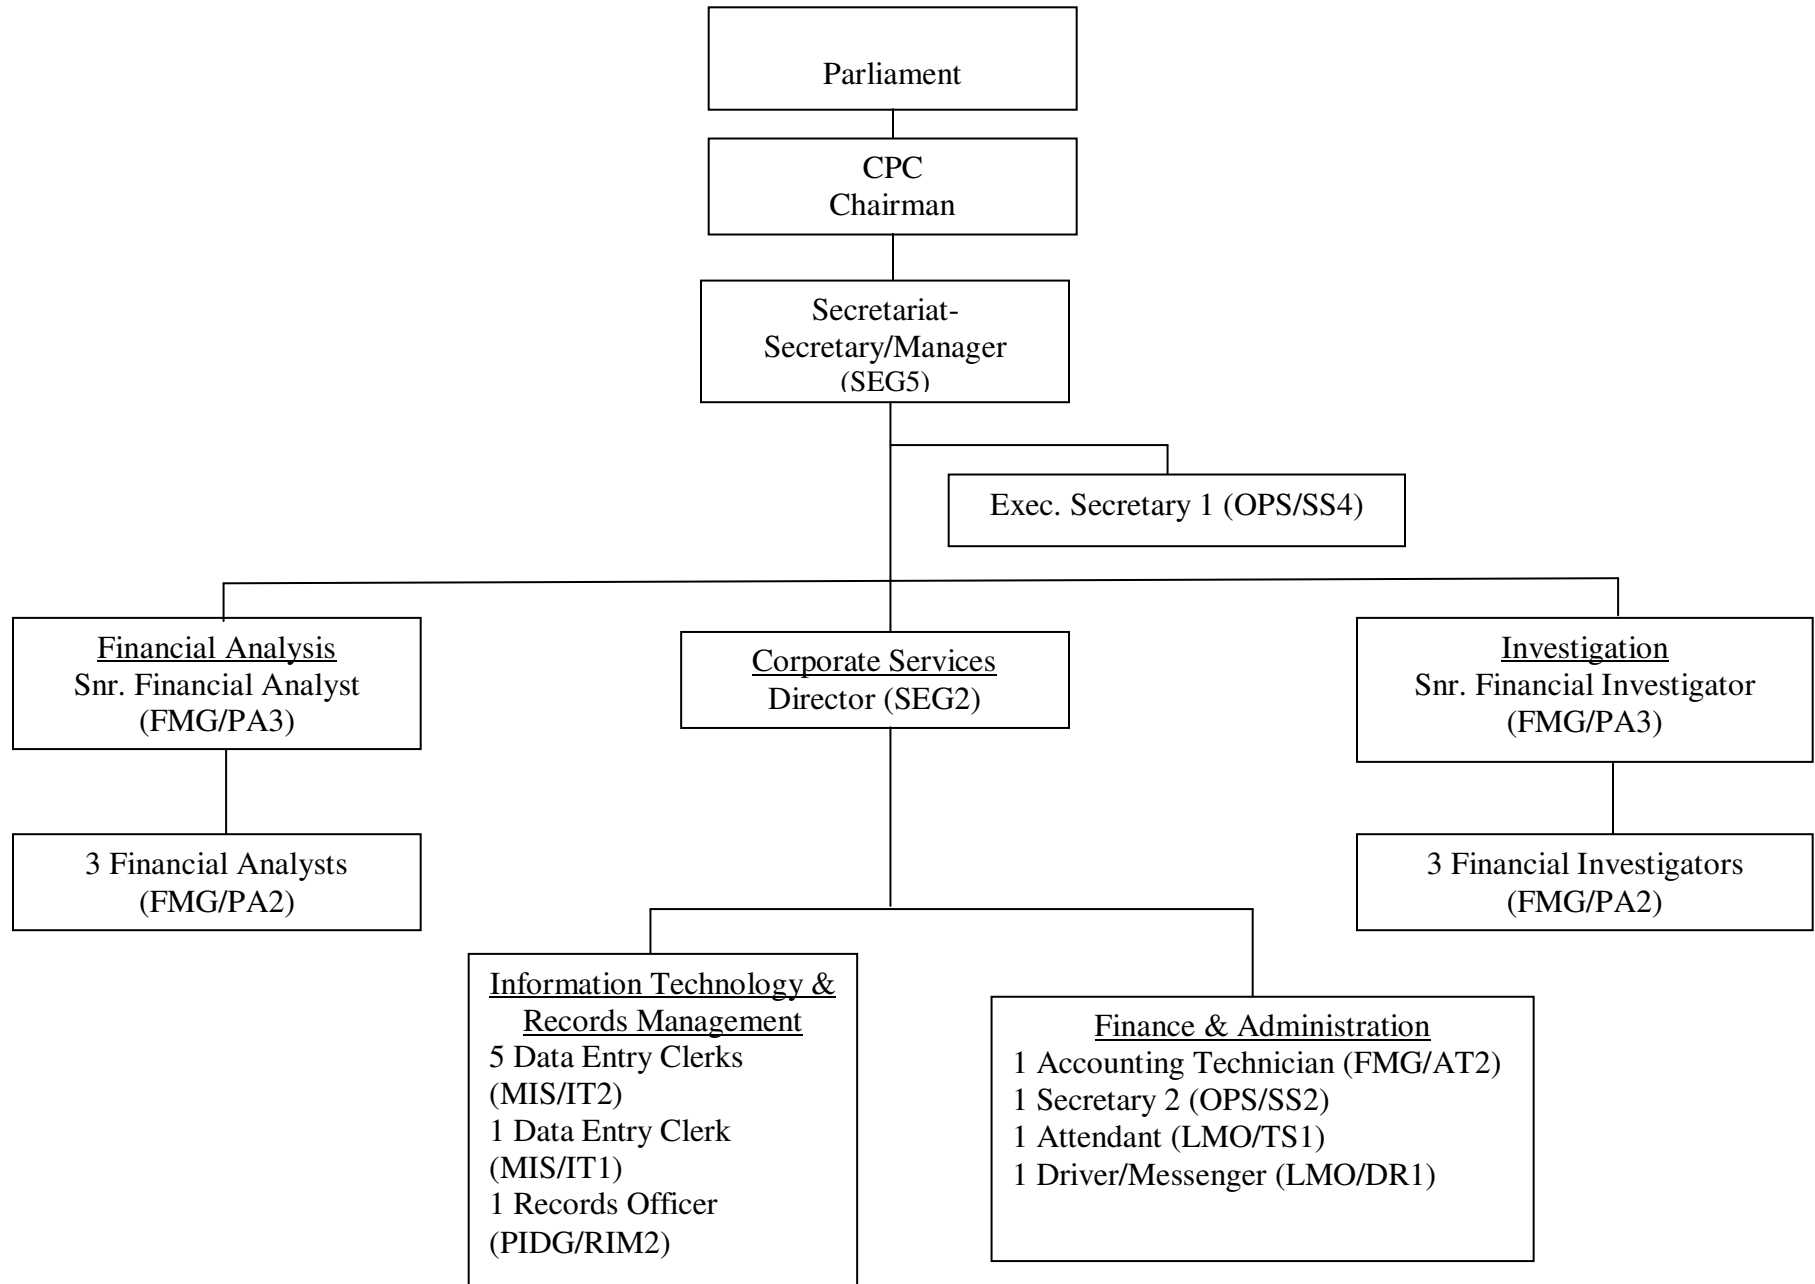 Parliament
CPC
Chairman
Secretariat-
Secretary/Manager
(SEG5)
Exec. Secretary 1 (OPS/SS4)
Financial Analysis
Snr. Financial Analyst
(FMG/PA3)
Corporate Services
Director (SEG2)
Investigation
Snr. Financial Investigator
(FMG/PA3)
3 Financial Analysts
(FMG/PA2)
3 Financial Investigators
(FMG/PA2)
Information Technology &
Records Management
5 Data Entry Clerks
(MIS/IT2)
1 Data Entry Clerk
(MIS/IT1)
1 Records Officer
(PIDG/RIM2)
Finance & Administration
1 Accounting Technician (FMG/AT2)
1 Secretary 2 (OPS/SS2)
1 Attendant (LMO/TS1)
1 Driver/Messenger (LMO/DR1)